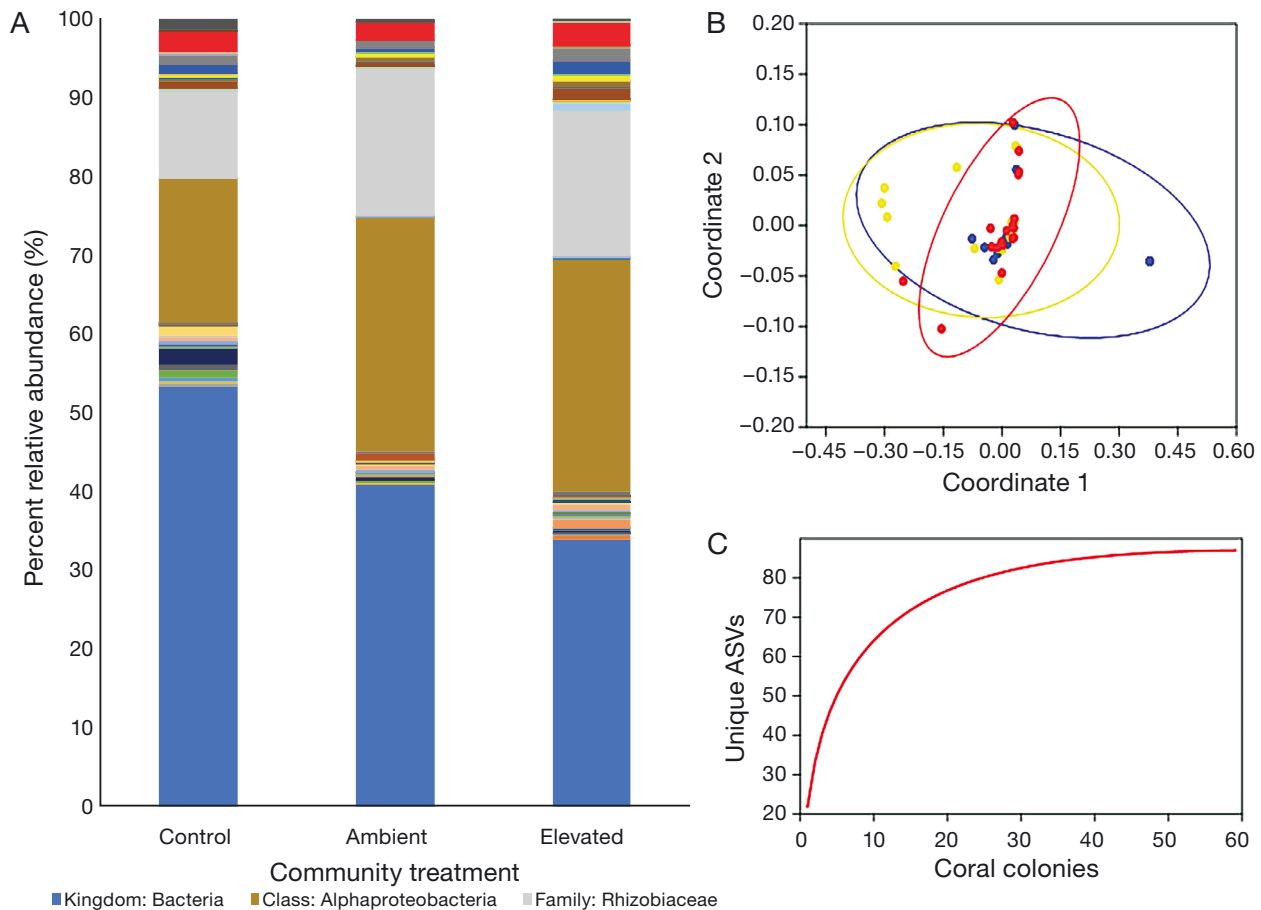 A
Percent relative abundance (%)
100
90
80
70
60
50
40
30
20
10
0
Control
Ambient
Elevated
Community treatment
Kingdom: Bacteria
Class: Alphaproteobacteria
Family: Rhizobiaceae
B
Coordinate 2
0.20
0.15
0.10
0.05
0.00
−0.05
−0.10
−0.15
−0.20
−0.45
−0.30
−0.15
0.00
0.15
0.30
0.45
0.60
Coordinate 1
C
Unique ASVs
80
70
60
50
40
30
20
0
10
20
30
40
50
60
Coral colonies